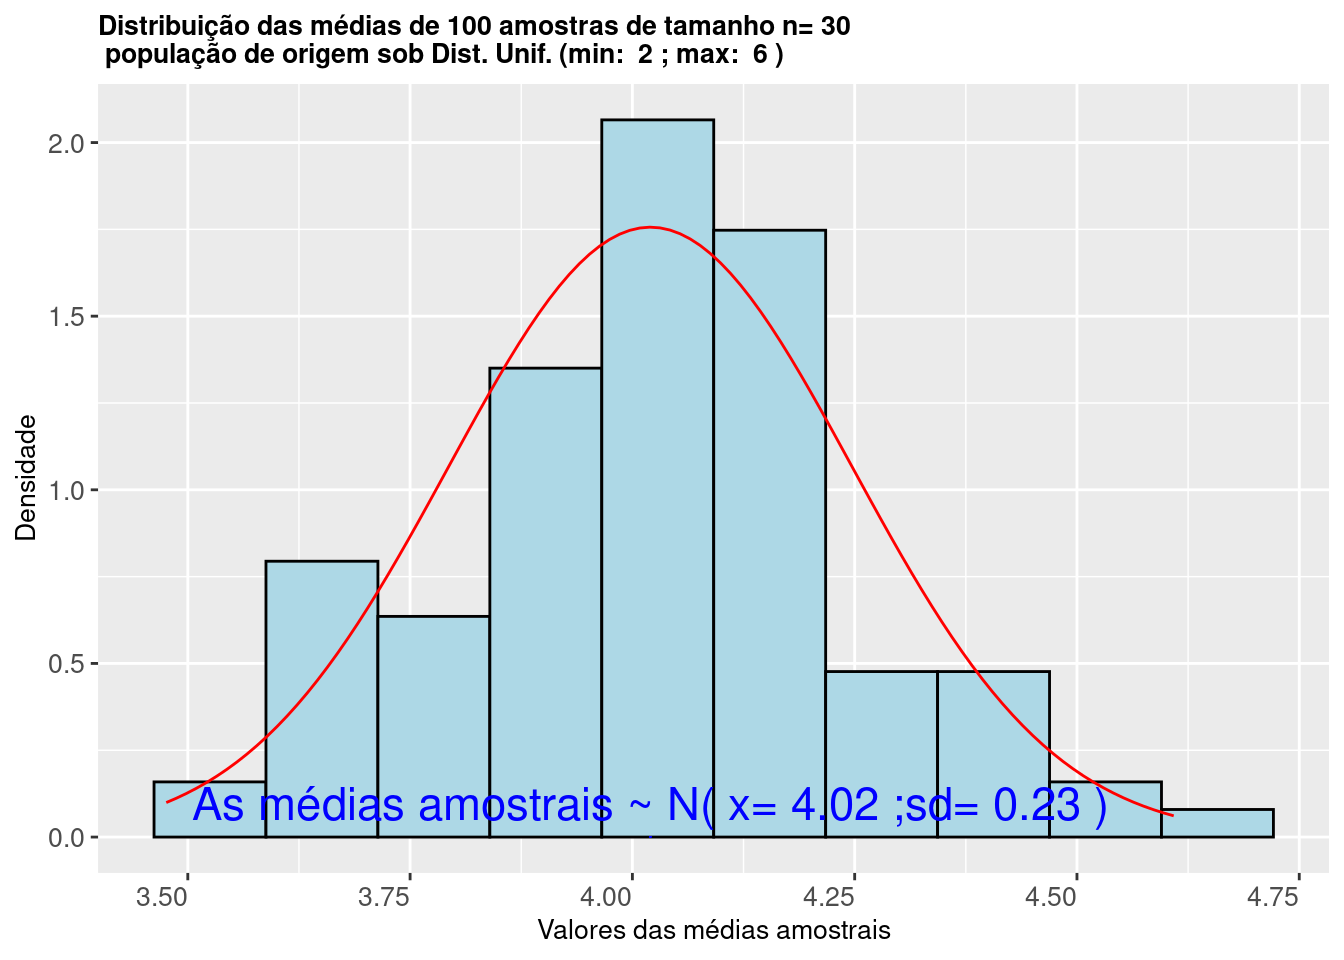 Distribuição das médias de 100 amostras de tamanho n= 30
população de origem sob Dist. Unif. (min: 2 ; max: 6 )
Densidade
2.0
1.5
1.0
0.5
0.0
As médias amostrais ~ N( x= 4.02 ;sd= 0.23 )
3.50 3.75 4.00 4.25 4.50 4.75
Valores das médias amostrais